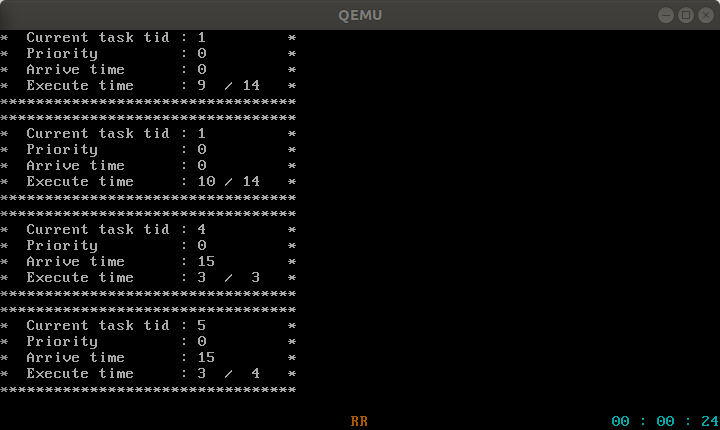 QEMU
*  Current task tid : 1         *
*  Priority         : 0         *
*  Arrive time      : 0         *
*  Execute time     : 9  / 14   *
*********************************
*********************************
*  Current task tid : 1         *
*  Priority         : 0         *
*  Arrive time      : 0         *
*  Execute time     : 10 / 14   *
*********************************
*********************************
*  Current task tid : 4         *
*  Priority         : 0         *
*  Arrive time      : 15        *
*  Execute time     : 3  /  3   *
*********************************
*********************************
*  Current task tid : 5         *
*  Priority         : 0         *
*  Arrive time      : 15        *
*  Execute time     : 3  /  4   *
*********************************
RR
00 : 00 : 24